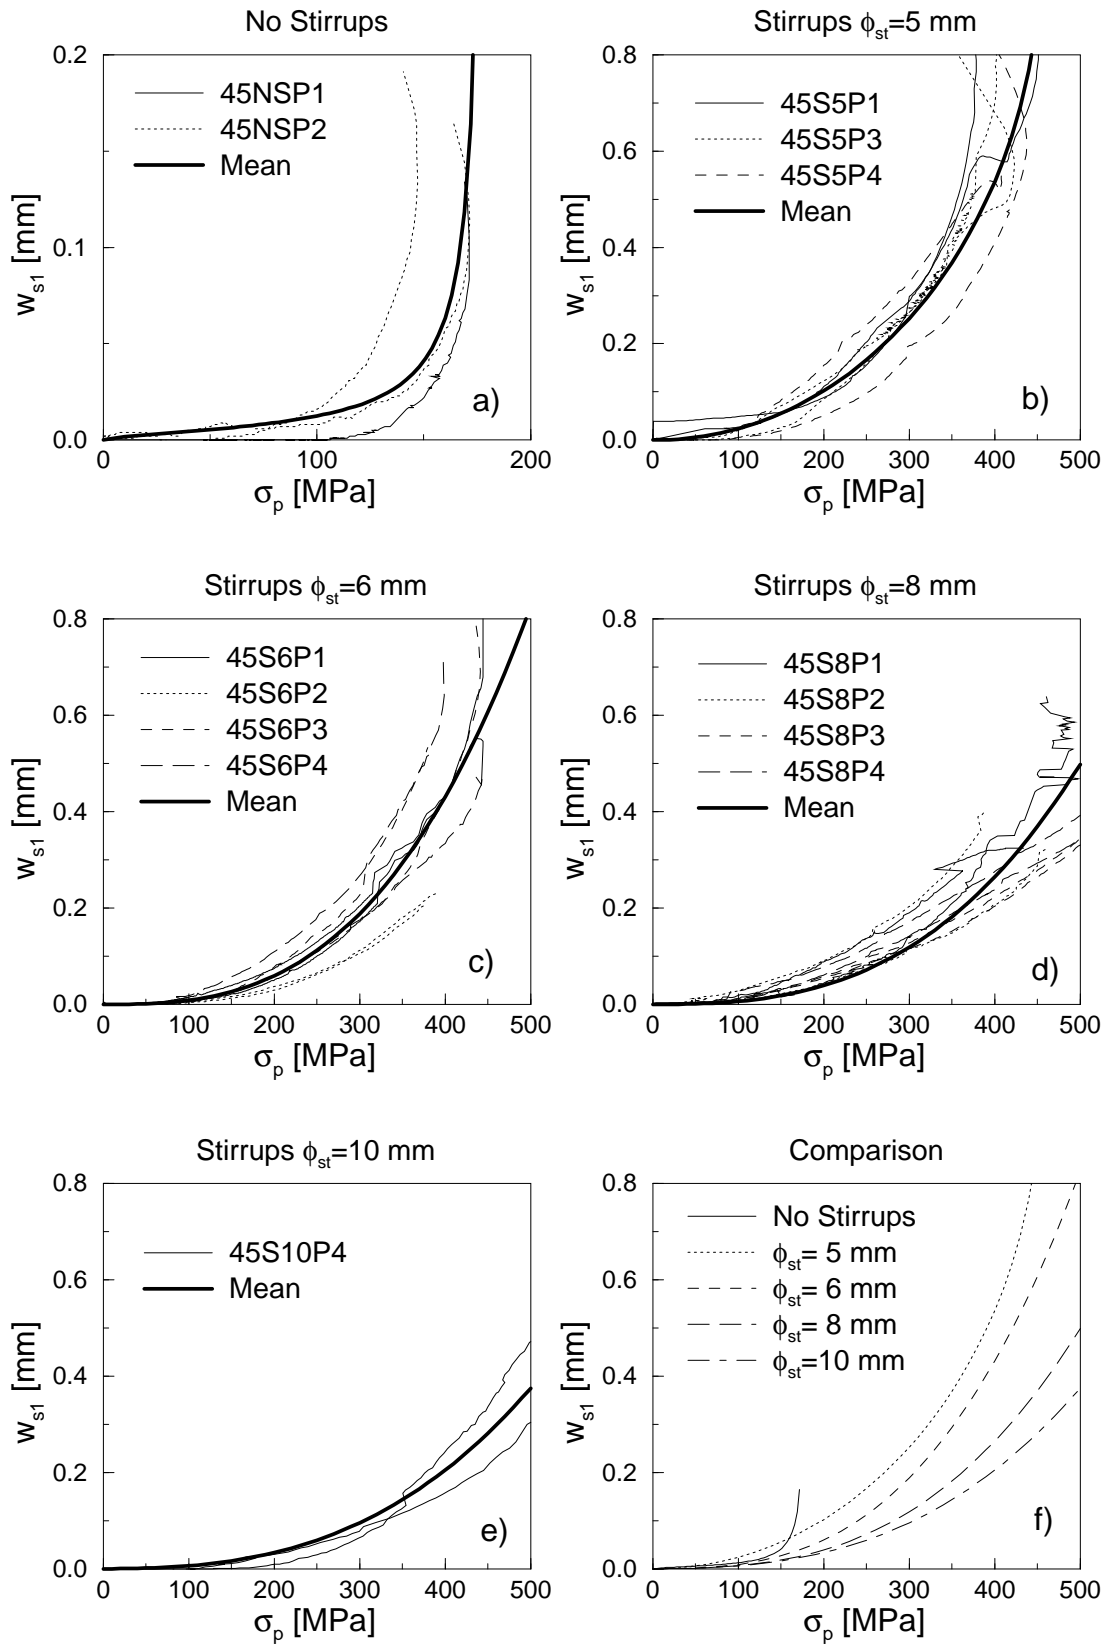 No Stirrups
0.2
0.1
0.0
0
100
200
w_s1 [mm]
σ_p [MPa]
45NSP1
45NSP2
Mean
a)
Stirrups ϕ_st=5 mm
0.8
0.6
0.4
0.2
0.0
0
100
200
300
400
500
w_s1 [mm]
σ_p [MPa]
45S5P1
45S5P3
45S5P4
Mean
b)
Stirrups ϕ_st=6 mm
0.8
0.6
0.4
0.2
0.0
0
100
200
300
400
500
w_s1 [mm]
σ_p [MPa]
45S6P1
45S6P2
45S6P3
45S6P4
Mean
c)
Stirrups ϕ_st=8 mm
0.8
0.6
0.4
0.2
0.0
0
100
200
300
400
500
w_s1 [mm]
σ_p [MPa]
45S8P1
45S8P2
45S8P3
45S8P4
Mean
d)
Stirrups ϕ_st=10 mm
0.8
0.6
0.4
0.2
0.0
0
100
200
300
400
500
w_s1 [mm]
σ_p [MPa]
45S10P4
Mean
e)
Comparison
0.8
0.6
0.4
0.2
0.0
0
100
200
300
400
500
w_s1 [mm]
σ_p [MPa]
No Stirrups
ϕ_st= 5 mm
ϕ_st= 6 mm
ϕ_st= 8 mm
ϕ_st=10 mm
f)